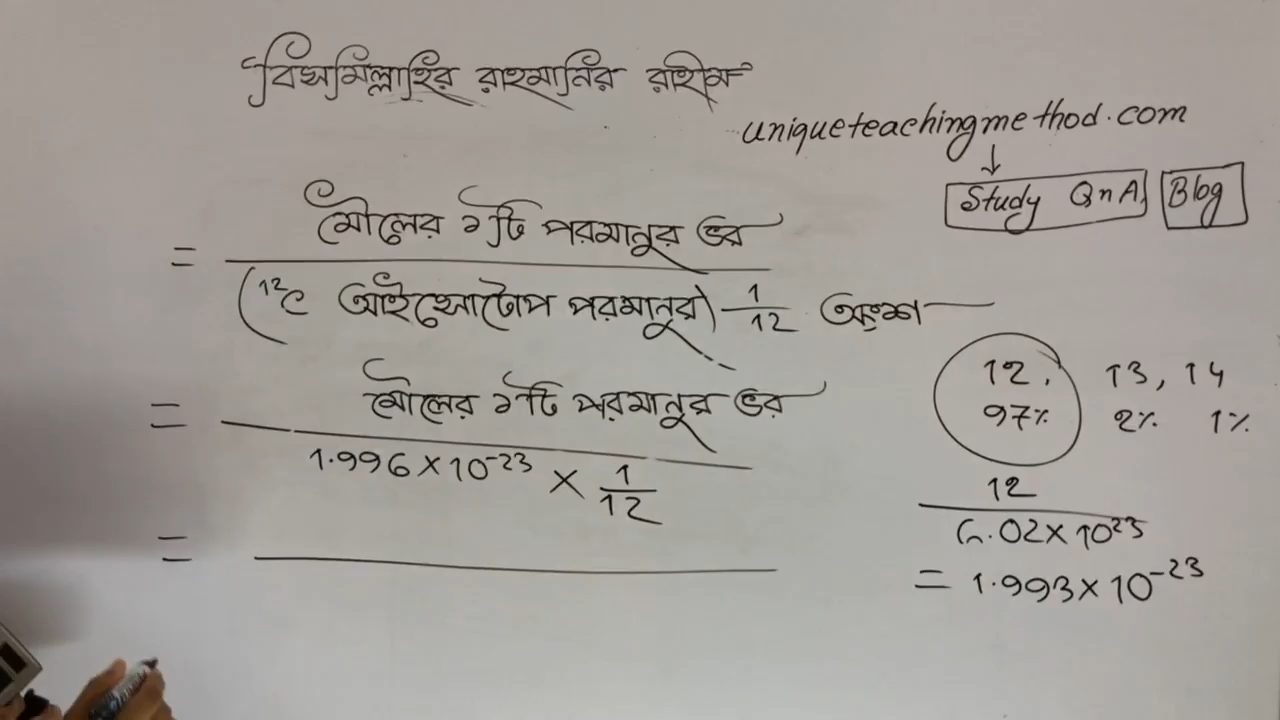 বিসমিল্লাহির রাহমানির রাহীম
uniqueteachingmethod.com
↓
Study QnA Blog
= মৌলের ১টি পরমানুর ভর
(¹²C আইসোটোপ পরমানুর) 1/12 অংশ
= মৌলের ১টি পরমানুর ভর
1.996 × 10⁻²³ × 1/12
=
12, 13, 14
97% 2% 1%
12
6.02 × 10²³
= 1.993 × 10⁻²³